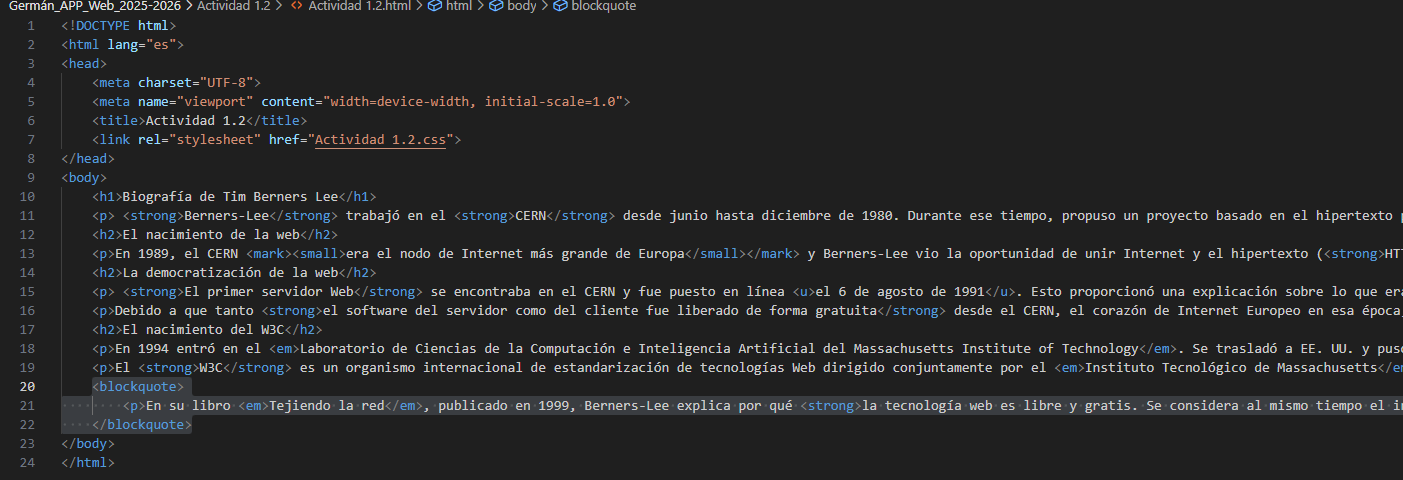 Germán_APP_Web_2025-2026 > Actividad 1.2 > <> Actividad 1.2.html > html > body > blockquote
1 <!DOCTYPE html>
2 <html lang="es">
3 <head>
4 <meta charset="UTF-8">
5 <meta name="viewport" content="width=device-width, initial-scale=1.0">
6 <title>Actividad 1.2</title>
7 <link rel="stylesheet" href="Actividad 1.2.css">
8 </head>
9 <body>
10 <h1>Biografía de Tim Berners Lee</h1>
11 <p> <strong>Berners-Lee</strong> trabajó en el <strong>CERN</strong> desde junio hasta diciembre de 1980. Durante ese tiempo, propuso un proyecto basado en el hipertexto p
12 <h2>El nacimiento de la web</h2>
13 <p>En 1989, el CERN <mark><small>era el nodo de Internet más grande de Europa</small></mark> y Berners-Lee vio la oportunidad de unir Internet y el hipertexto (<strong>HT
14 <h2>La democratización de la web</h2>
15 <p> <strong>El primer servidor Web</strong> se encontraba en el CERN y fue puesto en línea <u>el 6 de agosto de 1991</u>. Esto proporcionó una explicación sobre lo que era
16 <p>Debido a que tanto <strong>el software del servidor como del cliente fue liberado de forma gratuita</strong> desde el CERN, el corazón de Internet Europeo en esa época,
17 <h2>El nacimiento del W3C</h2>
18 <p>En 1994 entró en el <em>Laboratorio de Ciencias de la Computación e Inteligencia Artificial del Massachusetts Institute of Technology</em>. Se trasladó a EE. UU. y puso
19 <p>El <strong>W3C</strong> es un organismo internacional de estandarización de tecnologías Web dirigido conjuntamente por el <em>Instituto Tecnológico de Massachusetts</e
20 <blockquote>
21 <p>En su libro <em>Tejiendo la red</em>, publicado en 1999, Berners-Lee explica por qué <strong>la tecnología web es libre y gratis. Se considera al mismo tiempo el i
22 </blockquote>
23 </body>
24 </html>